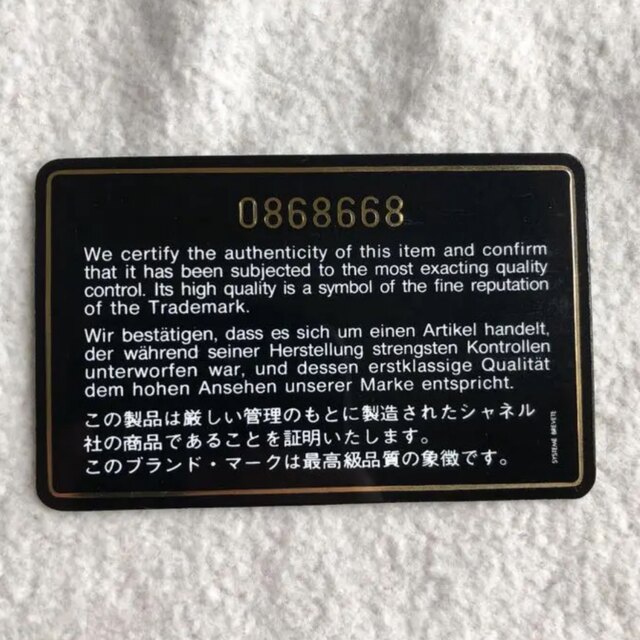 0868668
We certify the authenticity of this item and confirm
that it has been subjected to the most exacting quality
control. Its high quality is a symbol of the fine reputation
of the Trademark.
Wir bestätigen, dass es sich um einen Artikel handelt,
der während seiner Herstellung strengsten Kontrollen
unterworfen war, und dessen erstklassige Qualität
dem hohen Ansehen unserer Marke entspricht.
この製品は厳しい管理のもとに製造されたシャネル
社の商品であることを証明いたします。
このブランド・マークは最高級品質の象徴です。
SYSTEME BREVETE